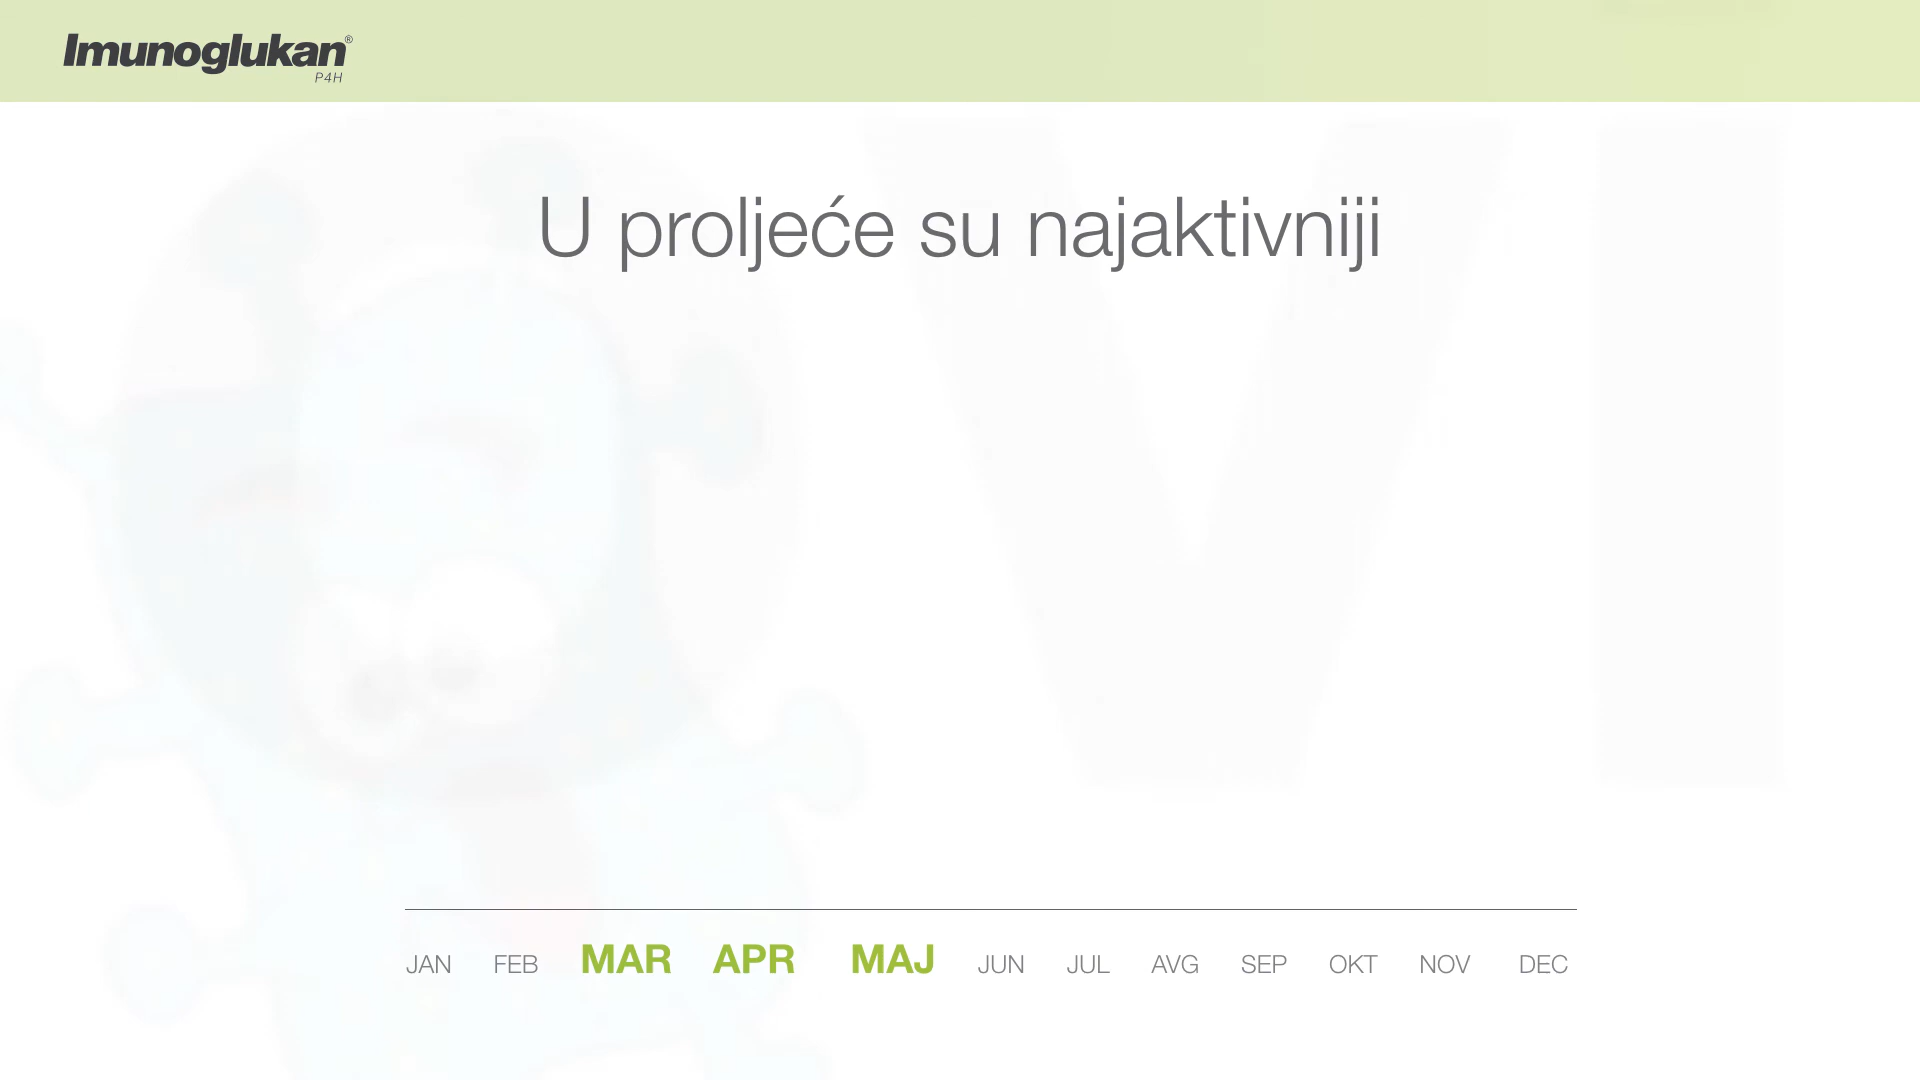 Imunoglukan®
P4H
U proljeće su najaktivniji
JAN FEB MAR APR MAJ JUN JUL AVG SEP OKT NOV DEC